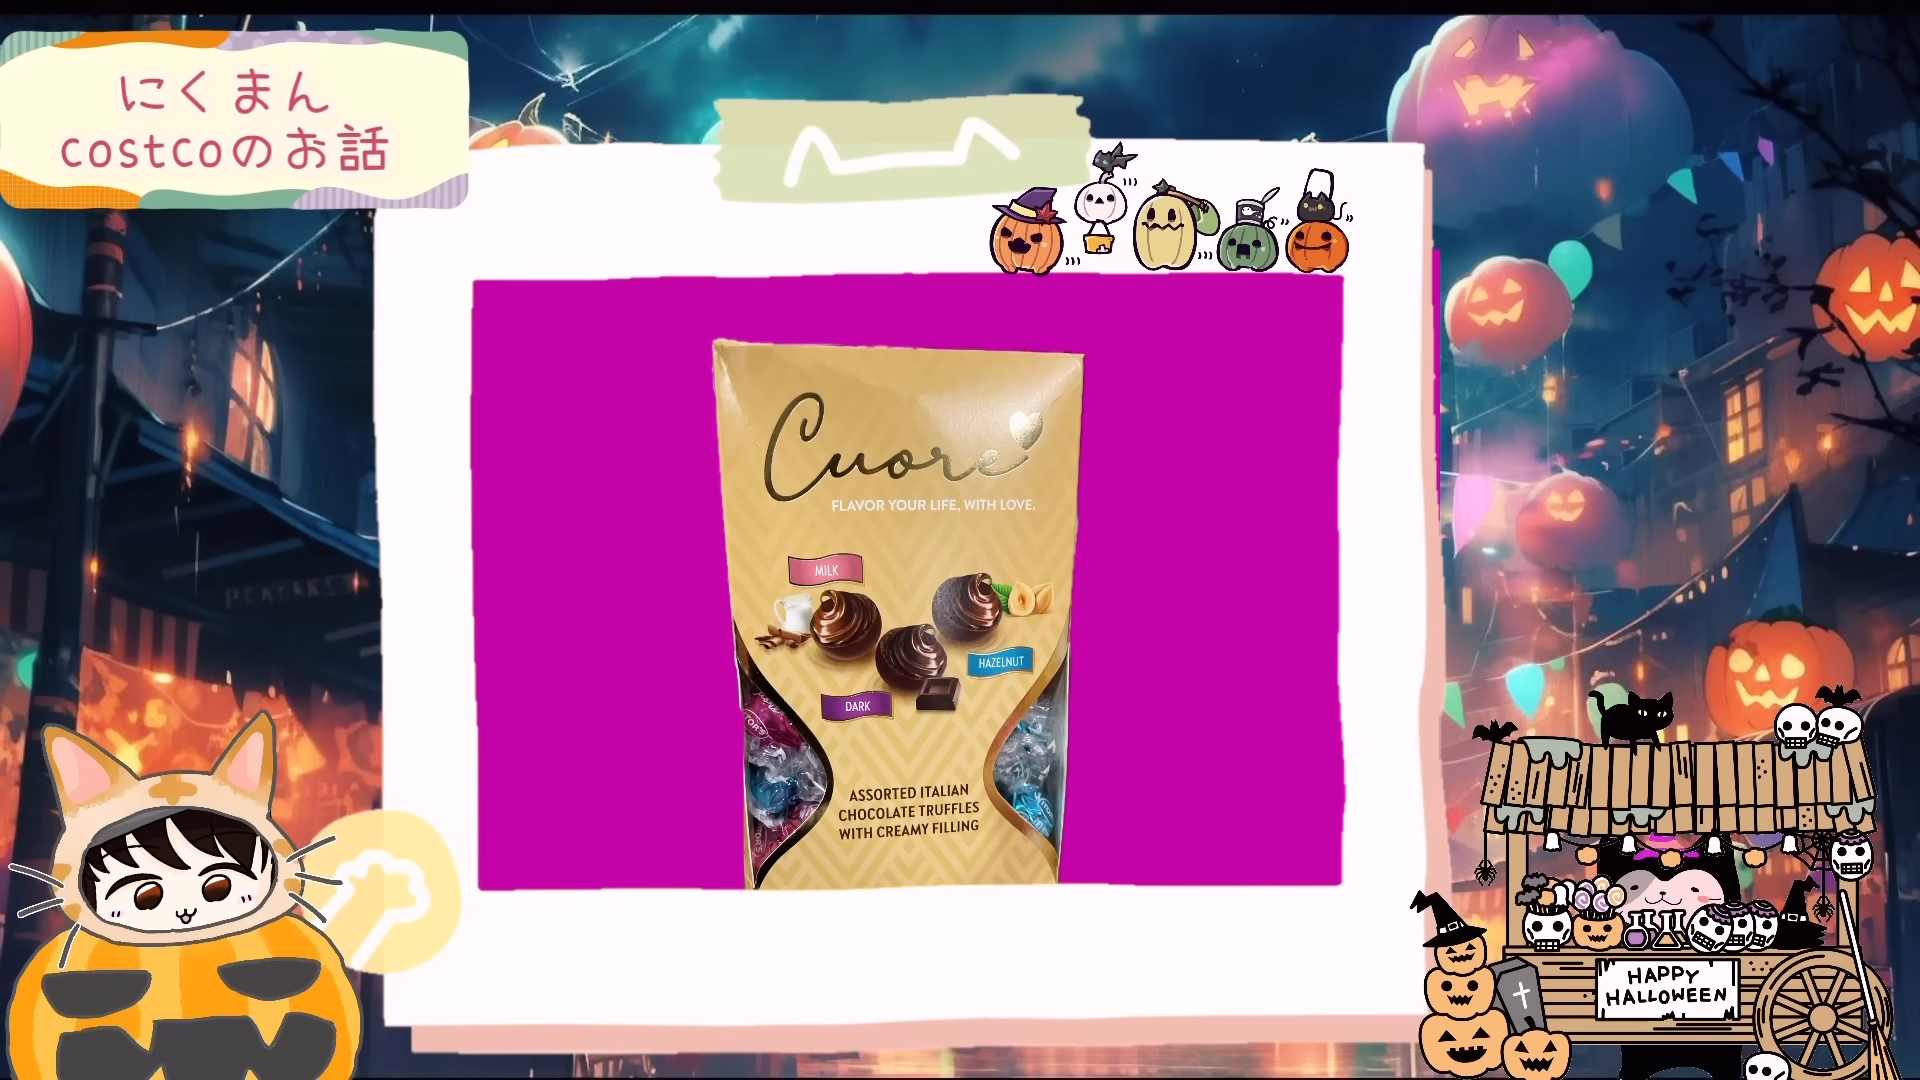 にくまん
costcoのお話
Cuore
FLAVOR YOUR LIFE, WITH LOVE.
MILK
HAZELNUT
DARK
ASSORTED ITALIAN
CHOCOLATE TRUFFLES
WITH CREAMY FILLING
HAPPY
HALLOWEEN